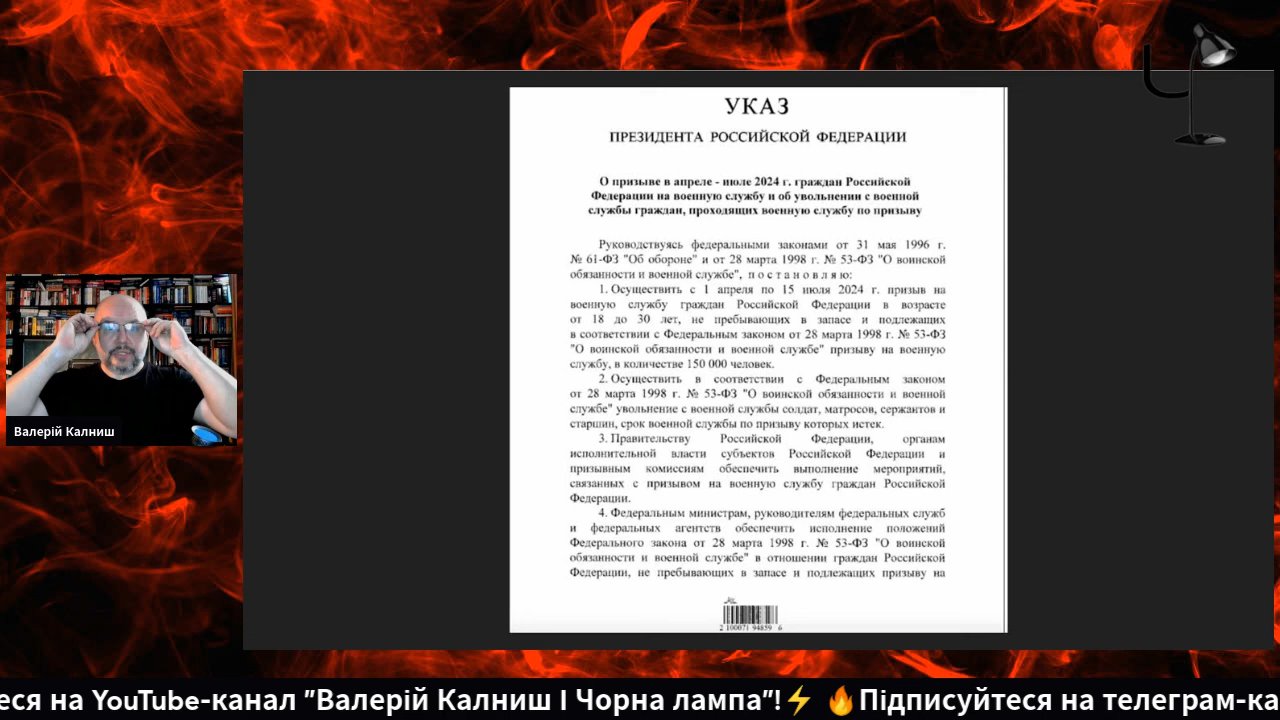 УКАЗ
ПРЕЗИДЕНТА РОССИЙСКОЙ ФЕДЕРАЦИИ
О призыве в апреле - июле 2024 г. граждан Российской
Федерации на военную службу и об увольнении с военной
службы граждан, проходящих военную службу по призыву
Руководствуясь федеральными законами от 31 мая 1996 г.
№ 61-ФЗ "Об обороне" и от 28 марта 1998 г. № 53-ФЗ "О воинской
обязанности и военной службе", п о с т а н о в л я ю:
1. Осуществить с 1 апреля по 15 июля 2024 г. призыв на
военную службу граждан Российской Федерации в возрасте
от 18 до 30 лет, не пребывающих в запасе и подлежащих
в соответствии с Федеральным законом от 28 марта 1998 г. № 53-ФЗ
"О воинской обязанности и военной службе" призыву на военную
службу, в количестве 150 000 человек.
2. Осуществить в соответствии с Федеральным законом
от 28 марта 1998 г. № 53-ФЗ "О воинской обязанности и военной
службе" увольнение с военной службы солдат, матросов, сержантов и
старшин, срок военной службы по призыву которых истек.
3. Правительству Российской Федерации, органам
исполнительной власти субъектов Российской Федерации и
призывным комиссиям обеспечить выполнение мероприятий,
связанных с призывом на военную службу граждан Российской
Федерации.
4. Федеральным министрам, руководителям федеральных служб
и федеральных агентств обеспечить исполнение положений
Федерального закона от 28 марта 1998 г. № 53-ФЗ "О воинской
обязанности и военной службе" в отношении граждан Российской
Федерации, не пребывающих в запасе и подлежащих призыву на
2 100071 94859 6
Валерій Калниш
еся на YouTube-канал "Валерій Калниш І Чорна лампа"!⚡ 🔥Підписуйтеся на телеграм-ка